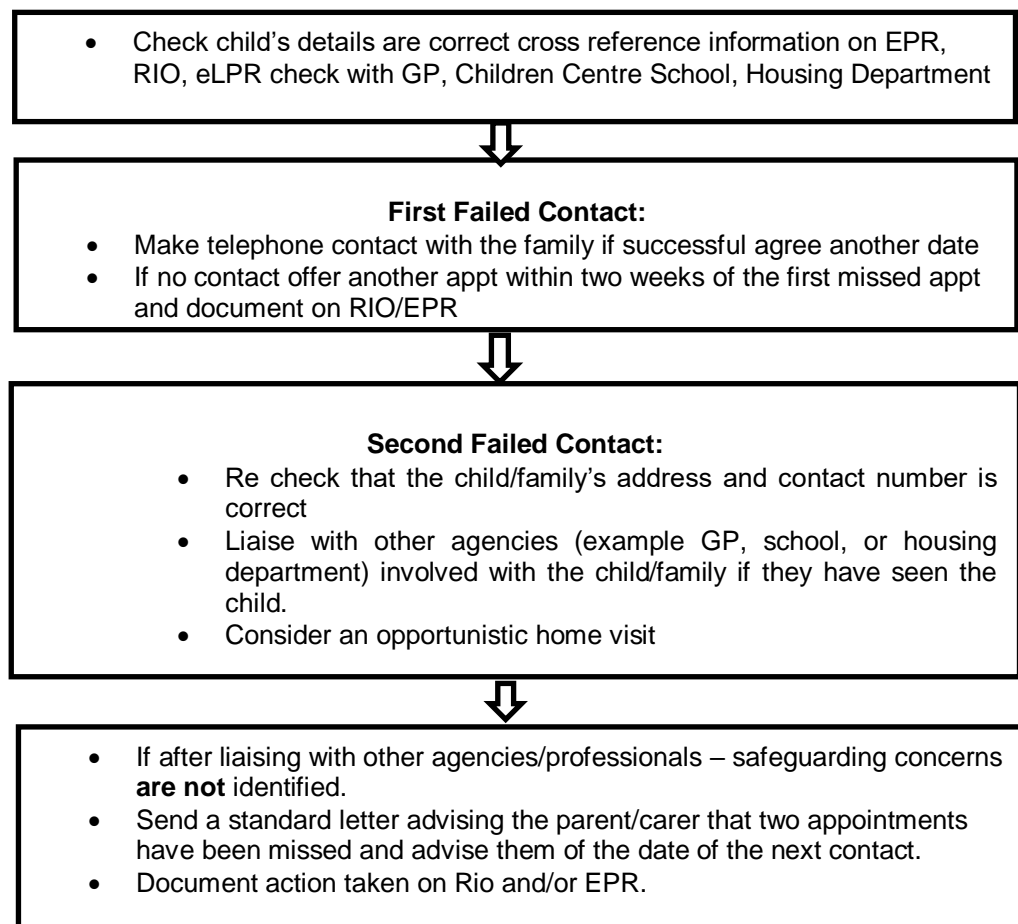 • Check child’s details are correct cross reference information on EPR,
RIO, eLPR check with GP, Children Centre School, Housing Department
First Failed Contact:
• Make telephone contact with the family if successful agree another date
• If no contact offer another appt within two weeks of the first missed appt
and document on RIO/EPR
Second Failed Contact:
• Re check that the child/family’s address and contact number is
correct
• Liaise with other agencies (example GP, school, or housing
department) involved with the child/family if they have seen the
child.
• Consider an opportunistic home visit
• If after liaising with other agencies/professionals – safeguarding concerns
are not identified.
• Send a standard letter advising the parent/carer that two appointments
have been missed and advise them of the date of the next contact.
• Document action taken on Rio and/or EPR.